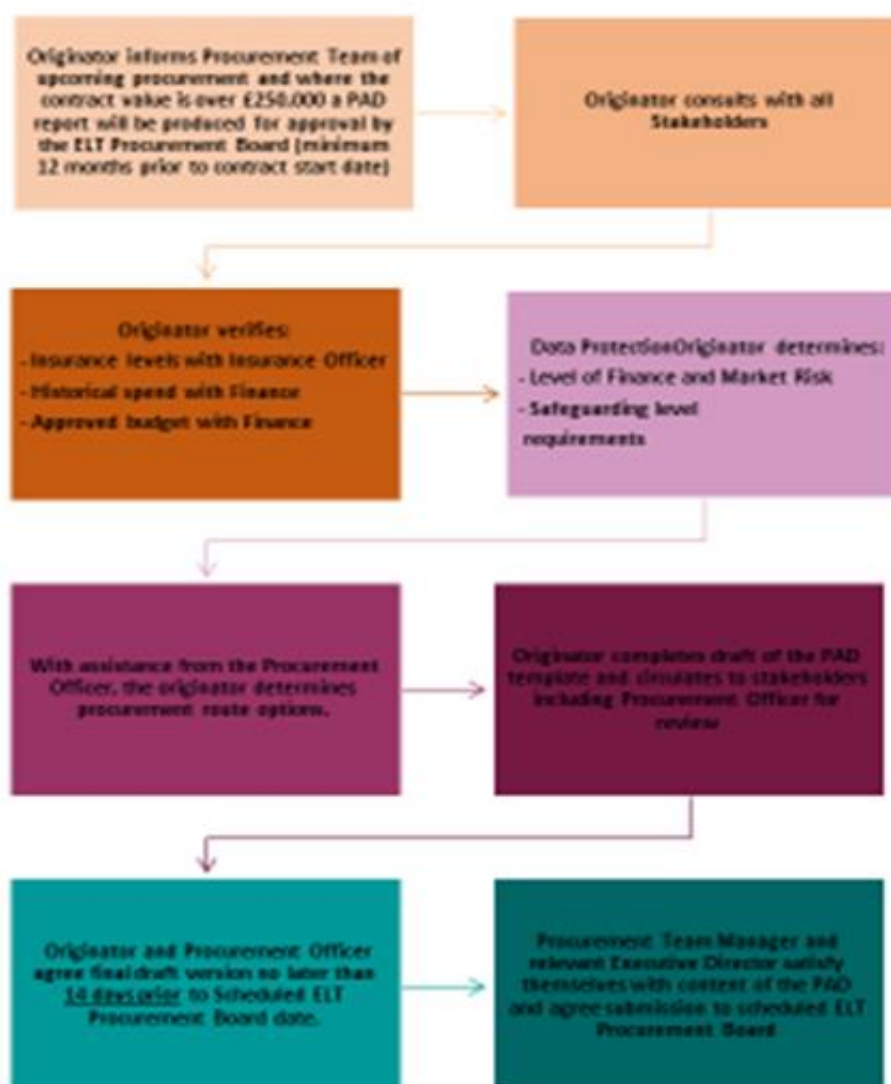 Originator informs Procurement Team of
upcoming procurement and where the
contract value is over £250.000 a PAD
report will be produced for approval by
the ELT Procurement Board (minimum
12 months prior to contract start date)
Originator consults with all
Stakeholders
Originator verifies:
- Insurance levels with Insurance Officer
- Historical spend with Finance
- Approved budget with Finance
Data ProtectionOriginator determines:
- Level of Finance and Market Risk
- Safeguarding level
requirements
With assistance from the Procurement
Officer, the originator determines
procurement route options.
Originator completes draft of the PAD
template and circulates to stakeholders
including Procurement Officer for
review
Originator and Procurement Officer
agree final draft version no later than
14 days prior to Scheduled ELT
Procurement Board date.
Procurement Team Manager and
relevant Executive Director satisfy
themselves with content of the PAD
and agree submission to scheduled ELT
Procurement Board